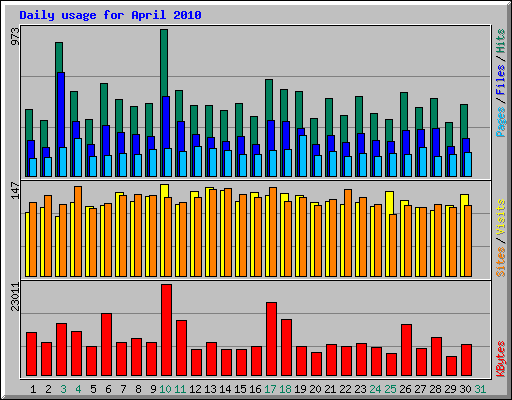 Daily usage for April 2010
973
Pages / Files / Hits
147
Sites / Visits
23011
KBytes
1 2 3 4 5 6 7 8 9 10 11 12 13 14 15 16 17 18 19 20 21 22 23 24 25 26 27 28 29 30 31